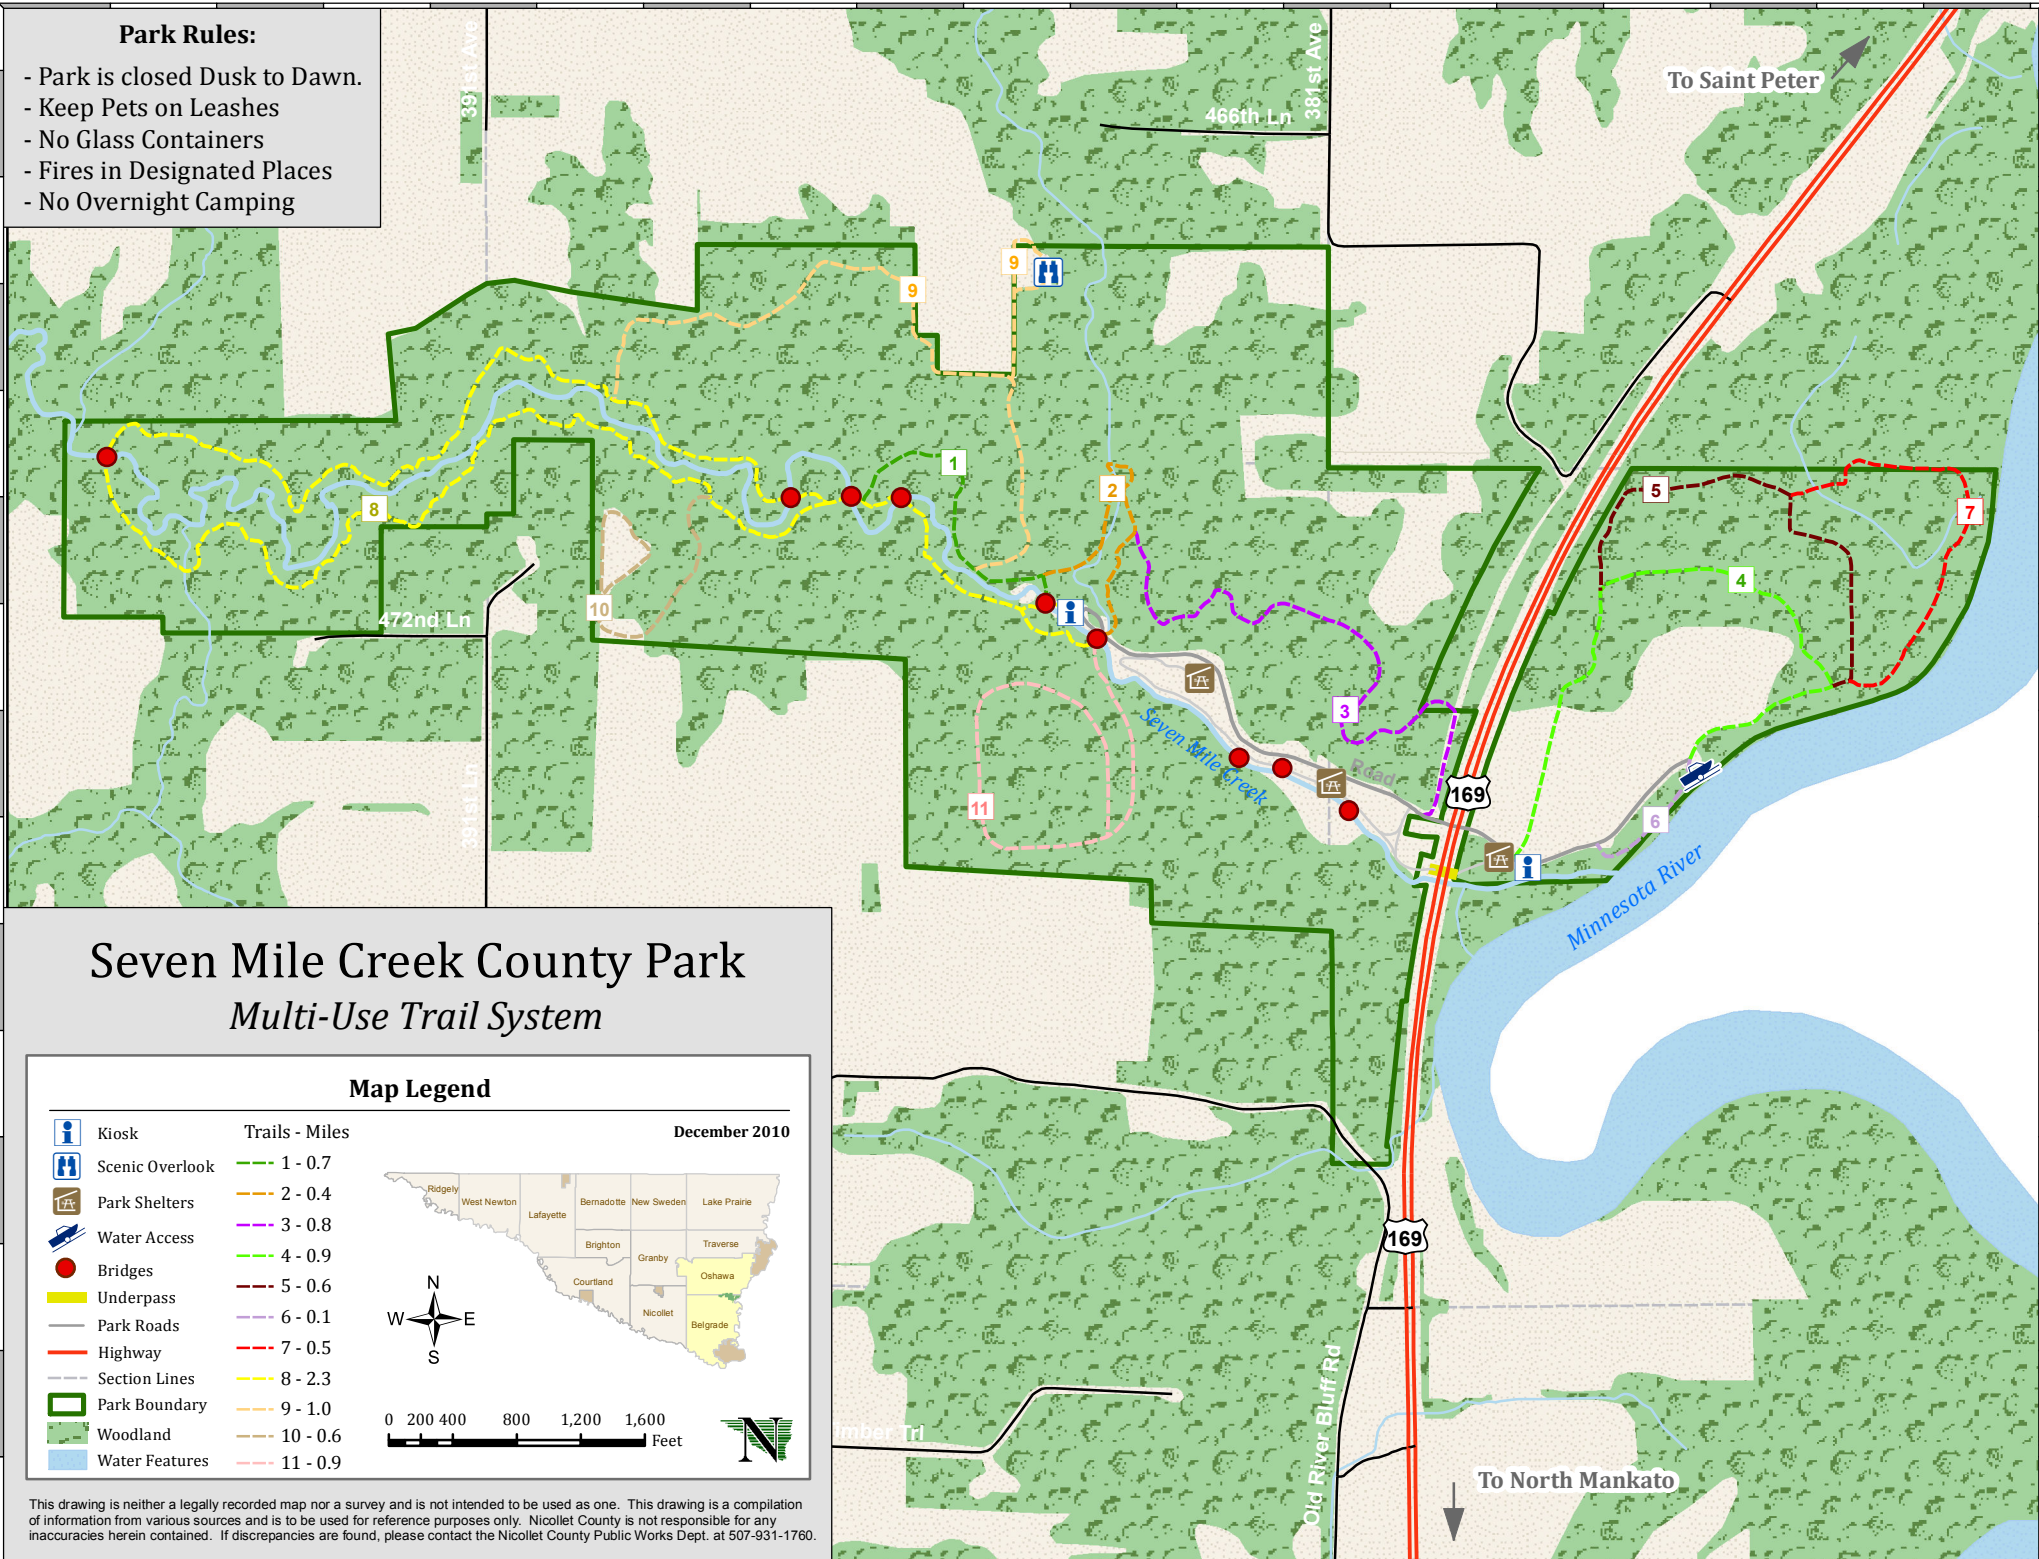 Park Rules:
- Park is closed Dusk to Dawn.
- Keep Pets on Leashes
- No Glass Containers
- Fires in Designated Places
- No Overnight Camping
391st Ave
381st Ave
466th Ln
To Saint Peter
9
9
1
2
8
5
7
4
10
472nd Ln
3
Seven Mile Creek
Road
169
11
6
391st Ln
Minnesota River
Seven Mile Creek County Park
Multi-Use Trail System
Map Legend
Kiosk
Scenic Overlook
Park Shelters
Water Access
Bridges
Underpass
Park Roads
Highway
Section Lines
Park Boundary
Woodland
Water Features
Trails - Miles
1 - 0.7
2 - 0.4
3 - 0.8
4 - 0.9
5 - 0.6
6 - 0.1
7 - 0.5
8 - 2.3
9 - 1.0
10 - 0.6
11 - 0.9
December 2010
Ridgely
West Newton
Lafayette
Bernadotte
New Sweden
Lake Prairie
Brighton
Granby
Traverse
Courtland
Oshawa
Nicollet
Belgrade
N
W
E
S
0 200 400 800 1,200 1,600
Feet
N
169
Old River Bluff Rd
Trl
To North Mankato
This drawing is neither a legally recorded map nor a survey and is not intended to be used as one. This drawing is a compilation
of information from various sources and is to be used for reference purposes only. Nicollet County is not responsible for any
inaccuracies herein contained. If discrepancies are found, please contact the Nicollet County Public Works Dept. at 507-931-1760.